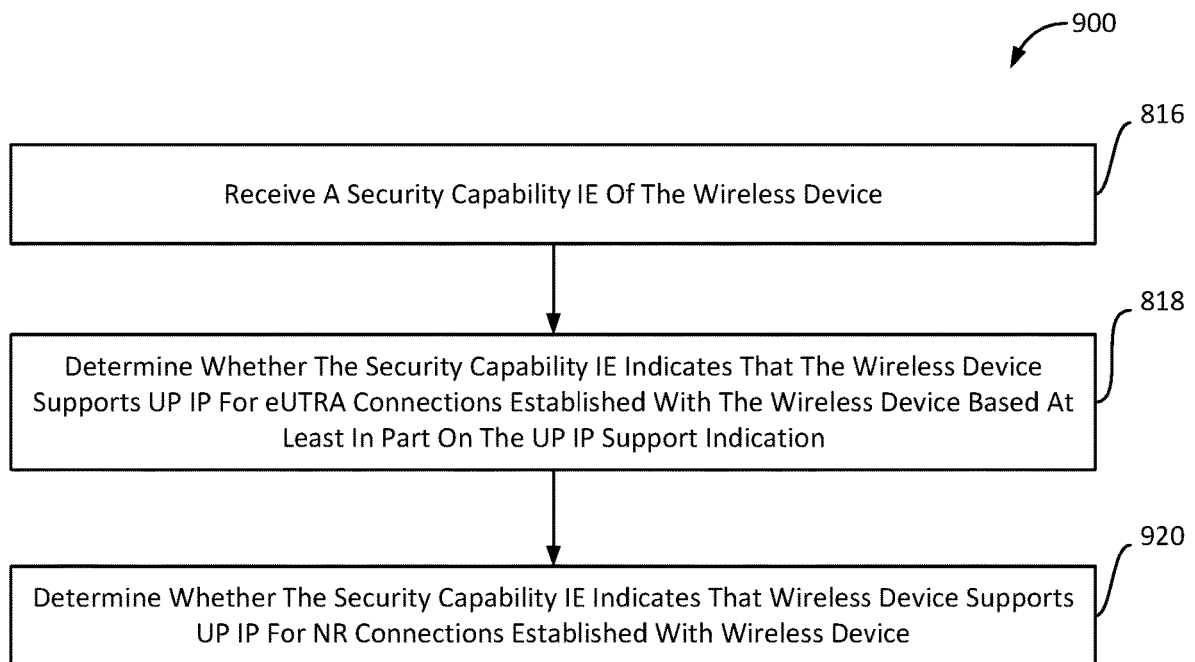 900
816
Receive A Security Capability IE Of The Wireless Device
818
Determine Whether The Security Capability IE Indicates That The Wireless Device
Supports UP IP For eUTRA Connections Established With The Wireless Device Based At
Least In Part On The UP IP Support Indication
920
Determine Whether The Security Capability IE Indicates That Wireless Device Supports
UP IP For NR Connections Established With Wireless Device